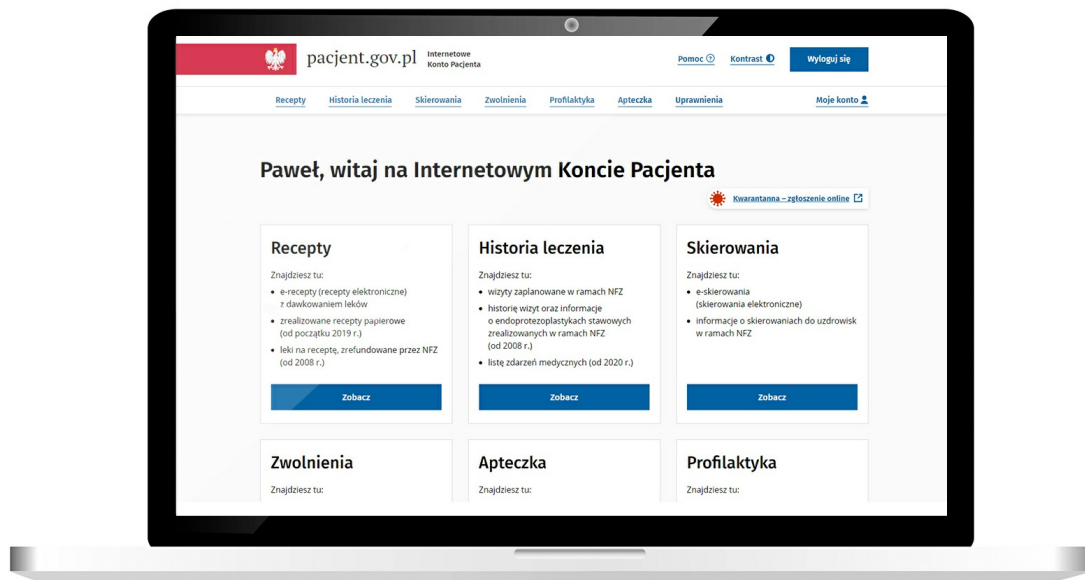 pacjent.gov.pl
Internetowe
Konto Pacjenta
Pomoc
Kontrast
Wyloguj się
Recepty
Historia leczenia
Skierowania
Zwolnienia
Profilaktyka
Apteczka
Uprawnienia
Moje konto
Paweł, witaj na Internetowym Koncie Pacjenta
Kwarantanna – zgłoszenie online
Recepty
Znajdziesz tu:
• e-recepty (recepty elektroniczne)
z dawkowaniem leków
• zrealizowane recepty papierowe
(od początku 2019 r.)
• leki na receptę, zrefundowane przez NFZ
(od 2008 r.)
Zobacz
Historia leczenia
Znajdziesz tu:
• wizyty zaplanowane w ramach NFZ
• historię wizyt oraz informacje
o endoprotezoplastykach stawowych
zrealizowanych w ramach NFZ
(od 2008 r.)
• listę zdarzeń medycznych (od 2020 r.)
Zobacz
Skierowania
Znajdziesz tu:
• e-skierowania
(skierowania elektroniczne)
• informacje o skierowaniach do uzdrowisk
w ramach NFZ
Zobacz
Zwolnienia
Znajdziesz tu:
Apteczka
Znajdziesz tu:
Profilaktyka
Znajdziesz tu: